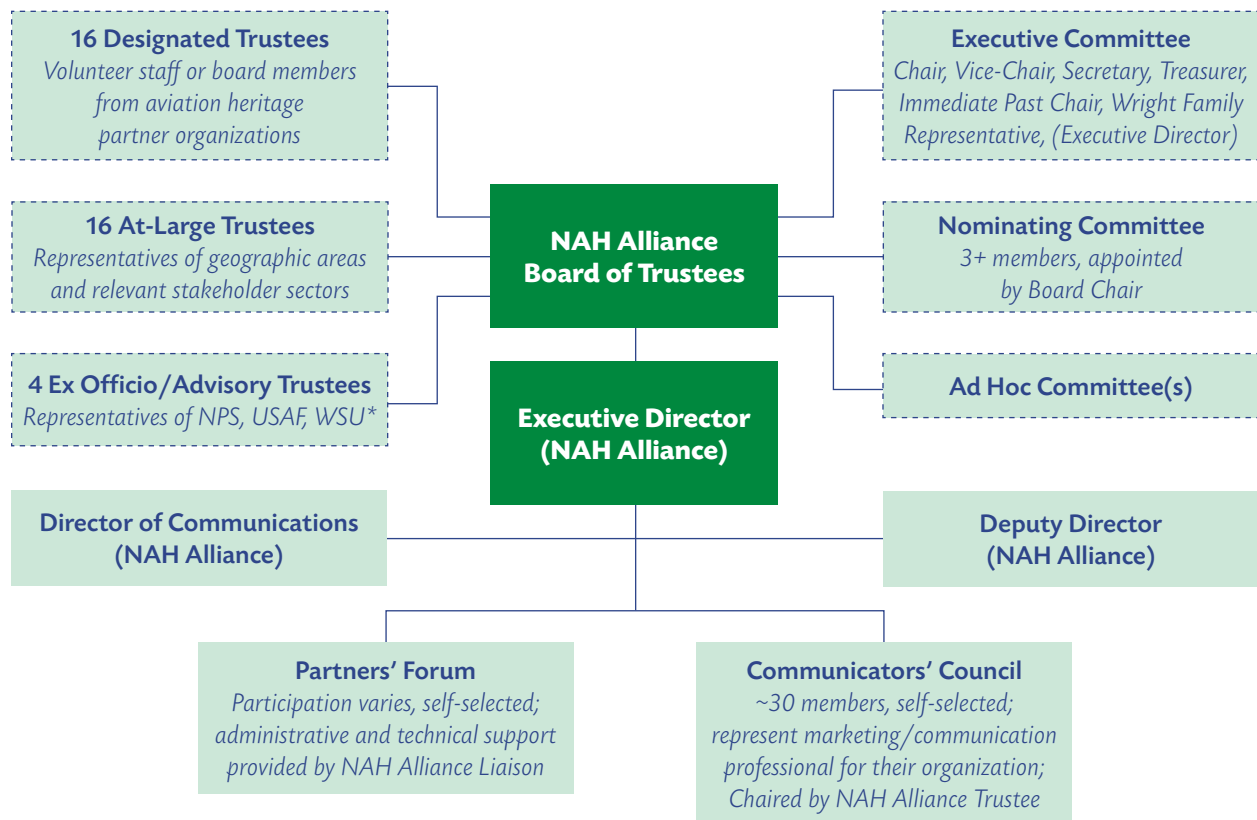 16 Designated Trustees
Volunteer staff or board members
from aviation heritage
partner organizations
Executive Committee
Chair, Vice-Chair, Secretary, Treasurer,
Immediate Past Chair, Wright Family
Representative, (Executive Director)
16 At-Large Trustees
Representatives of geographic areas
and relevant stakeholder sectors
NAH Alliance
Board of Trustees
Nominating Committee
3+ members, appointed
by Board Chair
4 Ex Officio/Advisory Trustees
Representatives of NPS, USAF, WSU*
Executive Director
(NAH Alliance)
Ad Hoc Committee(s)
Director of Communications
(NAH Alliance)
Deputy Director
(NAH Alliance)
Partners’ Forum
Participation varies, self-selected;
administrative and technical support
provided by NAH Alliance Liaison
Communicators’ Council
~30 members, self-selected;
represent marketing/communication
professional for their organization;
Chaired by NAH Alliance Trustee